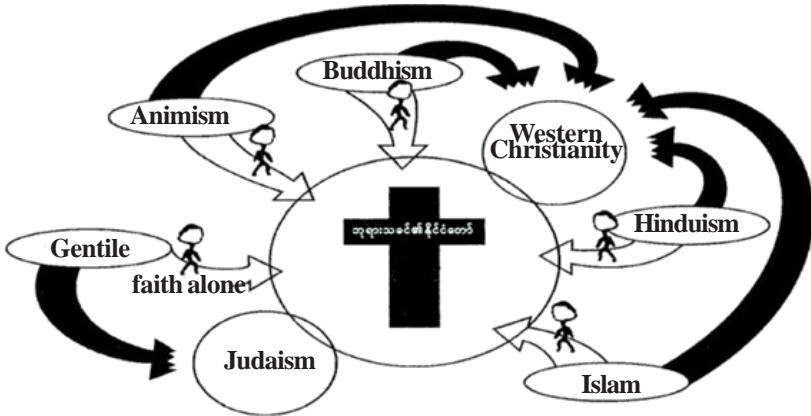 Buddhism
Animism
Western
Christianity
ဘုရားသခင်၏နိုင်ငံတော်
Hinduism
Gentile
faith alone
Judaism
Islam